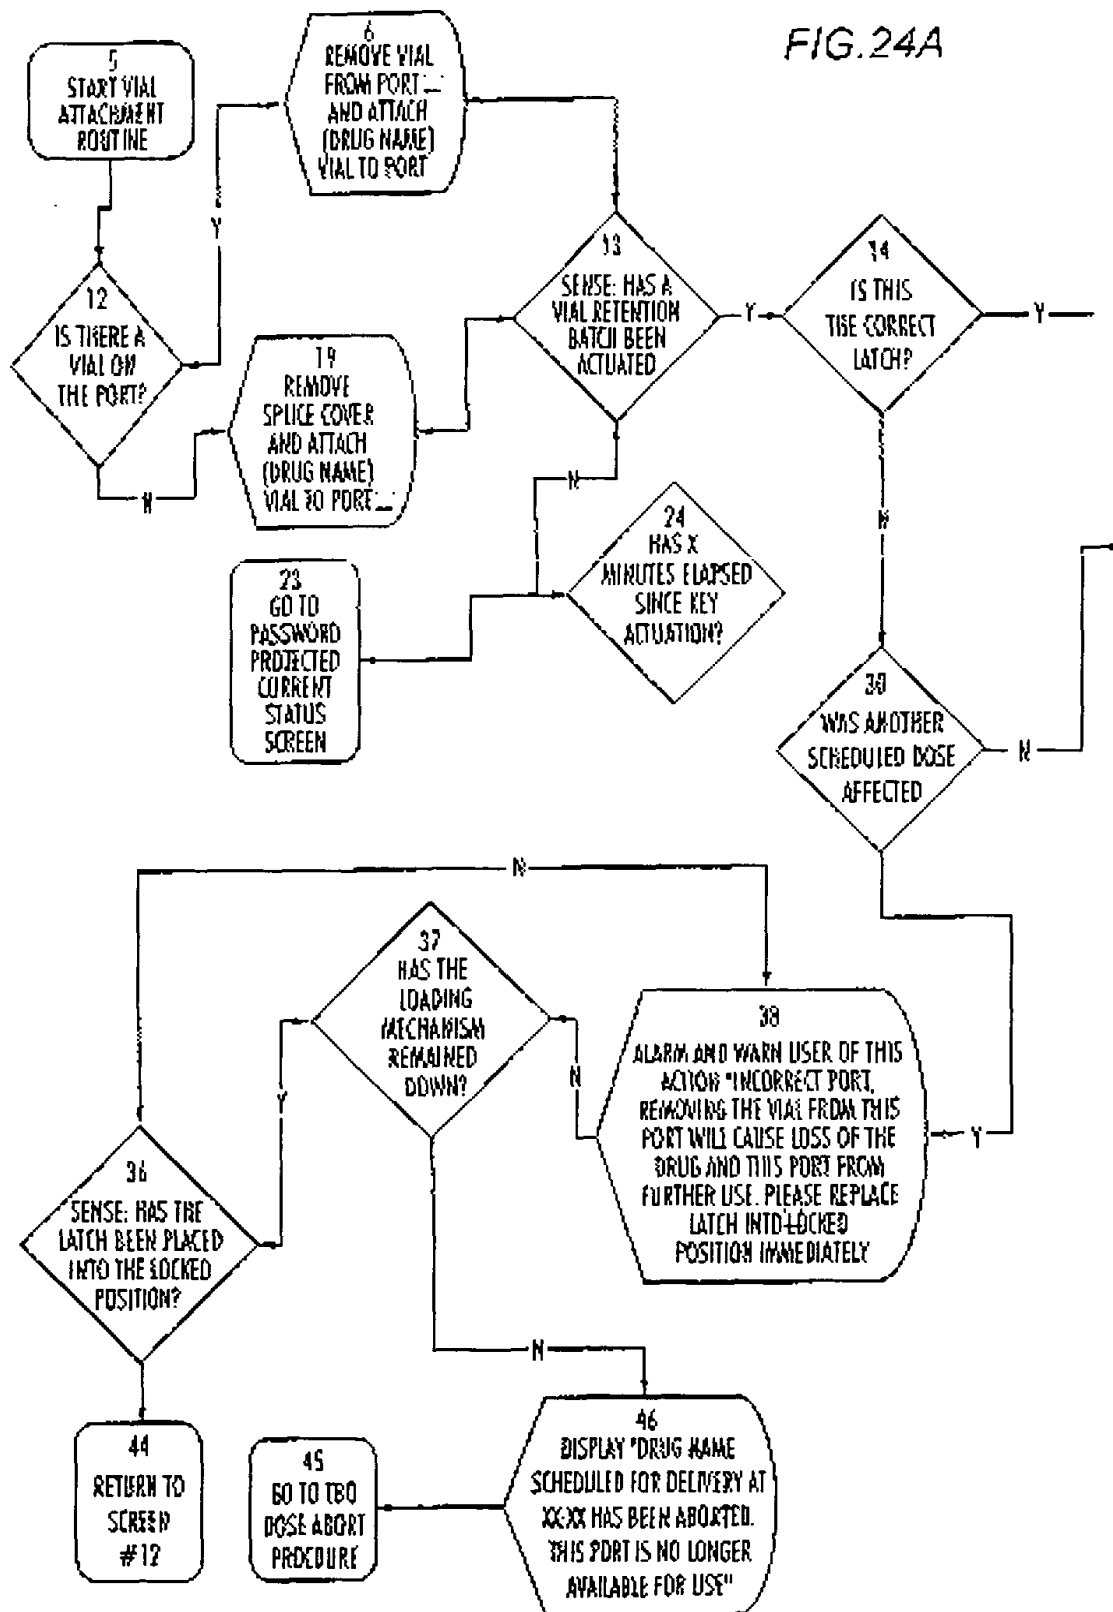 FIG.24A
5
START VIAL
ATTACHMENT
ROUTINE
6
REMOVE VIAL
FROM PORT __
AND ATTACH
(DRUG NAME)
VIAL TO PORT
Y
12
IS THERE A
VIAL ON
THE PORT?
N
19
REMOVE
SPLICE COVER
AND ATTACH
(DRUG NAME)
VIAL TO PORT __
13
SENSE: HAS A
VIAL RETENTION
BATCH BEEN
ACTUATED
Y
14
IS THIS
THE CORRECT
LATCH?
Y
N
N
24
HAS X
MINUTES ELAPSED
SINCE KEY
ACTUATION?
23
GO TO
PASSWORD
PROTECTED
CURRENT
STATUS
SCREEN
30
WAS ANOTHER
SCHEDULED DOSE
AFFECTED
N
Y
N
37
HAS THE
LOADING
MECHANISM
REMAINED
DOWN?
N
Y
38
ALARM AND WARN USER OF THIS
ACTION "INCORRECT PORT,
REMOVING THE VIAL FROM THIS
PORT WILL CAUSE LOSS OF THE
DRUG AND THIS PORT FROM
FURTHER USE. PLEASE REPLACE
LATCH INTO LOCKED
POSITION IMMEDIATELY
36
SENSE: HAS THE
LATCH BEEN PLACED
INTO THE LOCKED
POSITION?
N
44
RETURN TO
SCREEN
#12
45
GO TO TBO
DOSE ABORT
PROCEDURE
46
DISPLAY "DRUG NAME
SCHEDULED FOR DELIVERY AT
XX:XX HAS BEEN ABORTED.
THIS PORT IS NO LONGER
AVAILABLE FOR USE"